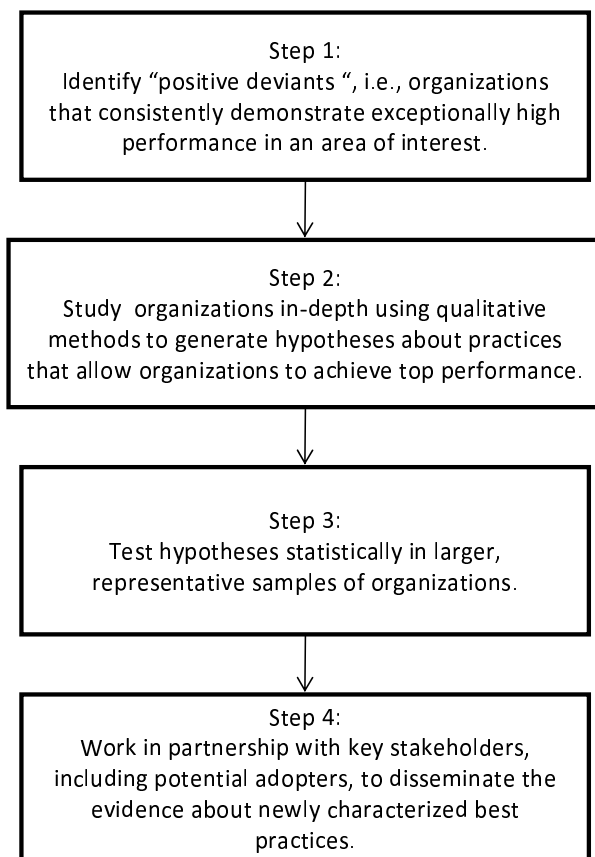 Step 1:
Identify “positive deviants “, i.e., organizations
that consistently demonstrate exceptionally high
performance in an area of interest.
Step 2:
Study organizations in-depth using qualitative
methods to generate hypotheses about practices
that allow organizations to achieve top performance.
Step 3:
Test hypotheses statistically in larger,
representative samples of organizations.
Step 4:
Work in partnership with key stakeholders,
including potential adopters, to disseminate the
evidence about newly characterized best
practices.